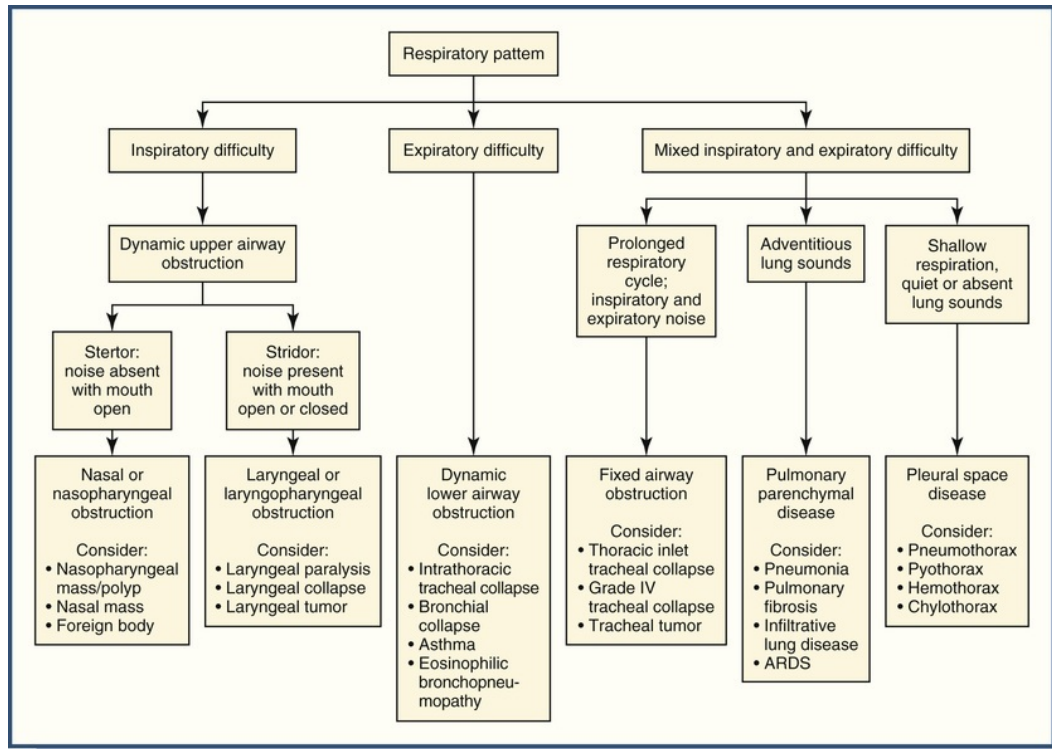 Respiratory pattem
Inspiratory difficulty
Expiratory difficulty
Mixed inspiratory and expiratory difficulty
Dynamic upper airway
obstruction
Prolonged
respiratory
cycle;
inspiratory and
expiratory noise
Adventitious
lung sounds
Shallow
respiration,
quiet or absent
lung sounds
Stertor:
noise absent
with mouth
open
Stridor:
noise present
with mouth
open or closed
Nasal or
nasopharyngeal
obstruction
Consider:
• Nasopharyngeal
mass/polyp
• Nasal mass
• Foreign body
Laryngeal or
laryngopharyngeal
obstruction
Consider:
• Laryngeal paralysis
• Laryngeal collapse
• Laryngeal tumor
Dynamic
lower airway
obstruction
Consider:
• Intrathoracic
tracheal collapse
• Bronchial
collapse
• Asthma
• Eosinophilic
bronchopneu-
mopathy
Fixed airway
obstruction
Consider:
• Thoracic inlet
tracheal collapse
• Grade IV
tracheal collapse
• Tracheal tumor
Pulmonary
parenchymal
disease
Consider:
• Pneumonia
• Pulmonary
fibrosis
• Infiltrative
lung disease
• ARDS
Pleural space
disease
Consider:
• Pneumothorax
• Pyothorax
• Hemothorax
• Chylothorax